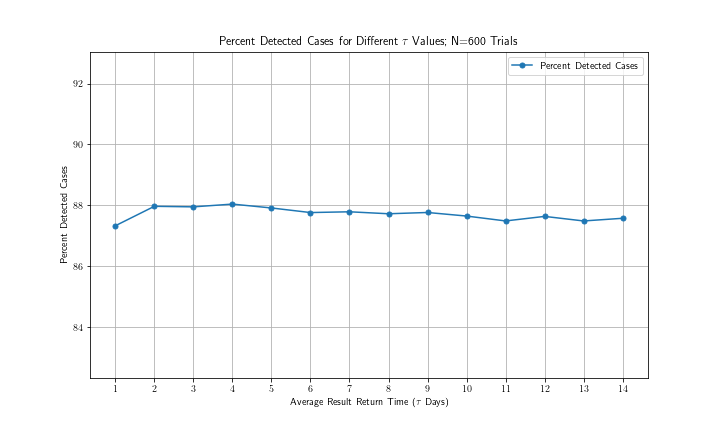 Percent Detected Cases for Different τ Values; N=600 Trials
Percent Detected Cases
92
90
88
86
84
Percent Detected Cases
1 2 3 4 5 6 7 8 9 10 11 12 13 14
Average Result Return Time (τ Days)